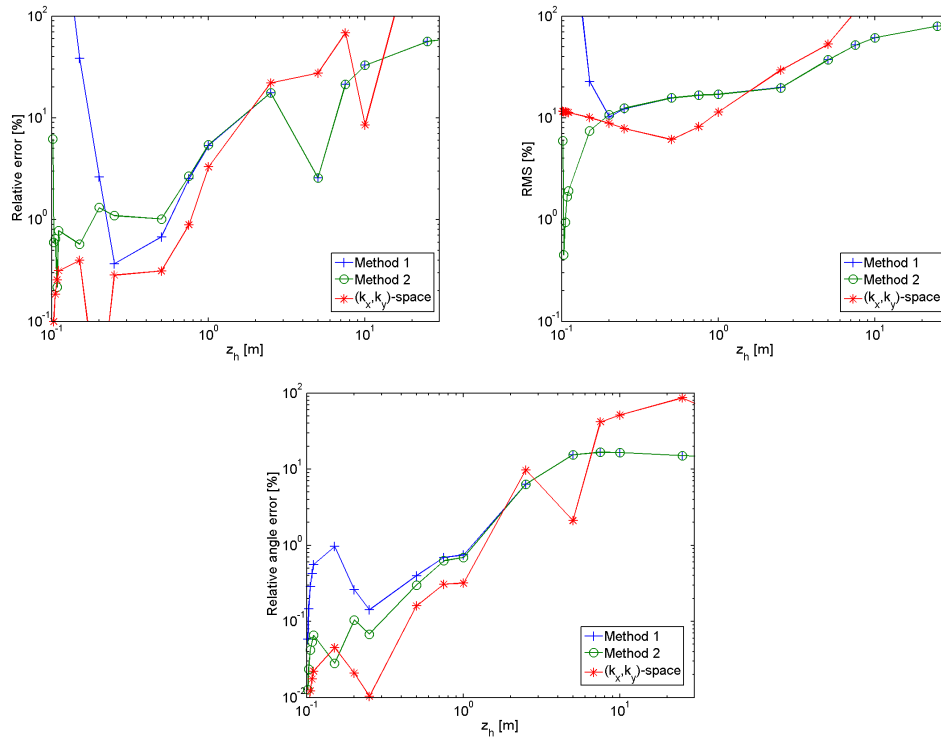 Relative error [%]
10^2
10^1
10^0
10^-1
10^-1
10^0
10^1
z_h [m]
Method 1
Method 2
(k_x,k_y)-space
RMS [%]
10^2
10^1
10^0
10^-1
10^-1
10^0
10^1
z_h [m]
Method 1
Method 2
(k_x,k_y)-space
Relative angle error [%]
10^2
10^1
10^0
10^-1
10^-2
10^-1
10^0
10^1
z_h [m]
Method 1
Method 2
(k_x,k_y)-space